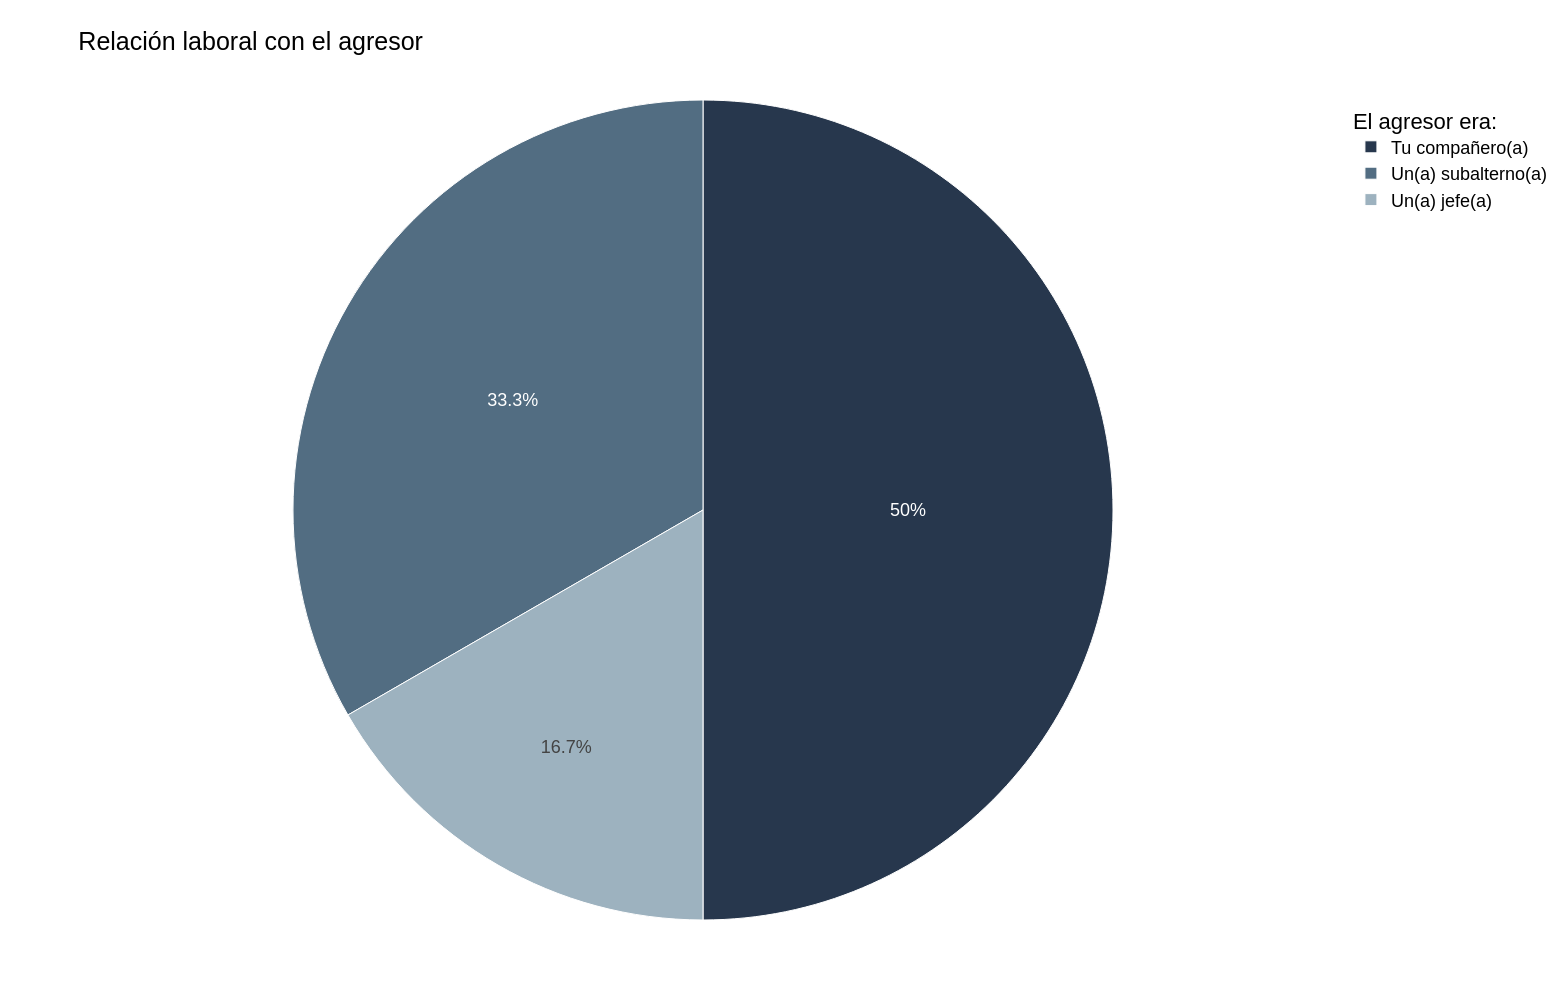 Relación laboral con el agresor
El agresor era:
Tu compañero(a)
Un(a) subalterno(a)
Un(a) jefe(a)
33.3%
50%
16.7%